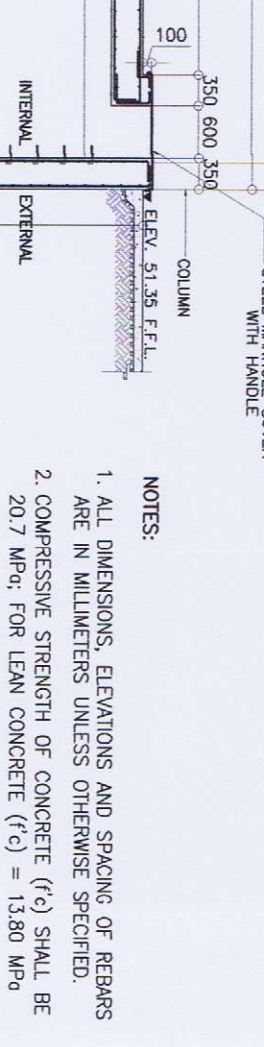 WITH HANDLE
100
350 600 350
COLUMN
ELEV. 51.35 F.F.L.
INTERNAL
EXTERNAL
NOTES:
1. ALL DIMENSIONS, ELEVATIONS AND SPACING OF REBARS
ARE IN MILLIMETERS UNLESS OTHERWISE SPECIFIED.
2. COMPRESSIVE STRENGTH OF CONCRETE (f'c) SHALL BE
20.7 MPa; FOR LEAN CONCRETE (f'c) = 13.80 MPa